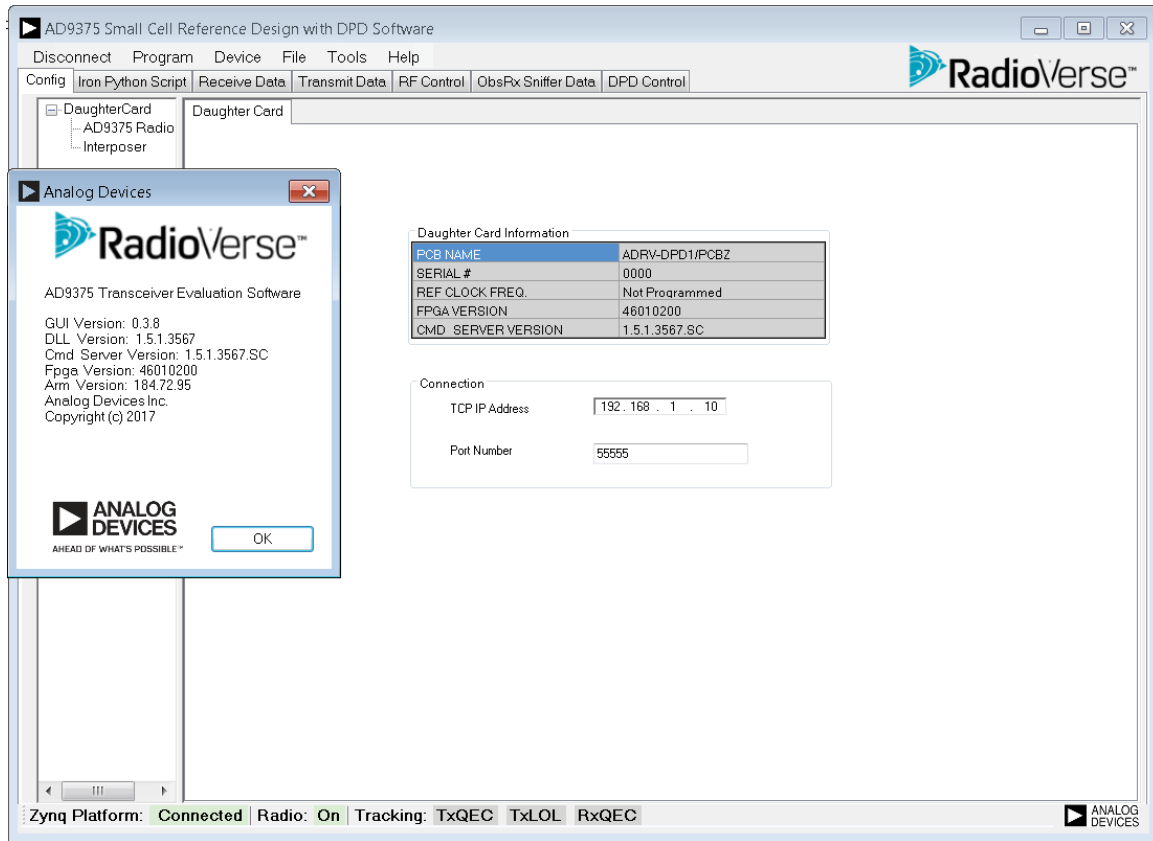 AD9375 Small Cell Reference Design with DPD Software
Disconnect Program Device File Tools Help
RadioVerse™
Config Iron Python Script Receive Data Transmit Data RF Control ObsRx Sniffer Data DPD Control
DaughterCard
AD9375 Radio
Interposer
Daughter Card
Analog Devices
RadioVerse™
AD9375 Transceiver Evaluation Software
GUI Version: 0.3.8
DLL Version: 1.5.1.3567
Cmd Server Version: 1.5.1.3567.SC
Fpga Version: 46010200
Arm Version: 184.72.95
Analog Devices Inc.
Copyright (c) 2017
ANALOG
DEVICES
AHEAD OF WHAT'S POSSIBLE™
OK
Daughter Card Information
PCB NAME ADRV-DPD1/PCBZ
SERIAL # 0000
REF CLOCK FREQ. Not Programmed
FPGA VERSION 46010200
CMD SERVER VERSION 1.5.1.3567.SC
Connection
TCP IP Address 192 . 168 . 1 . 10
Port Number 55555
Zynq Platform: Connected Radio: On Tracking: TxQEC TxLOL RxQEC
ANALOG
DEVICES